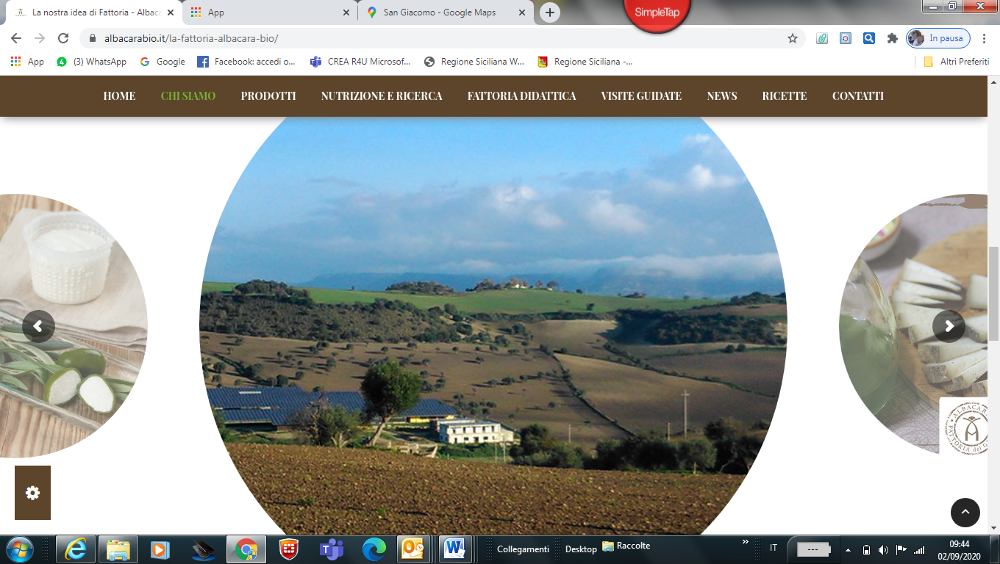 La nostra idea di Fattoria - Albaca
App
San Giacomo - Google Maps
SimpleTap
albacarabio.it/la-fattoria-albacara-bio/
In pausa
App
4
(3) WhatsApp
Google
Facebook: accedi o...
CREA R4U Microsof...
Regione Siciliana W...
Regione Siciliana -...
Altri Preferiti
HOME
CHI SIAMO
PRODOTTI
NUTRIZIONE E RICERCA
FATTORIA DIDATTICA
VISITE GUIDATE
NEWS
RICETTE
CONTATTI
Collegamenti
Desktop
Raccolte
»
IT
---
09:44
02/09/2020